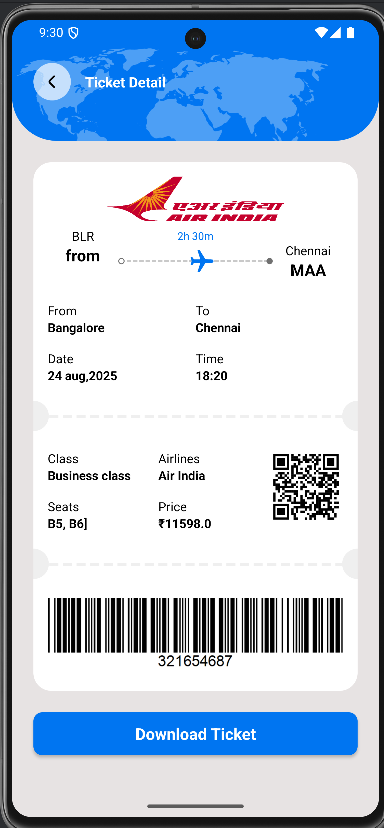 9:30
Ticket Detail
एअर इंडिया
AIR INDIA
BLR
from
2h 30m
Chennai
MAA
From
Bangalore
To
Chennai
Date
24 aug,2025
Time
18:20
Class
Business class
Airlines
Air India
Seats
B5, B6]
Price
₹11598.0
321654687
Download Ticket